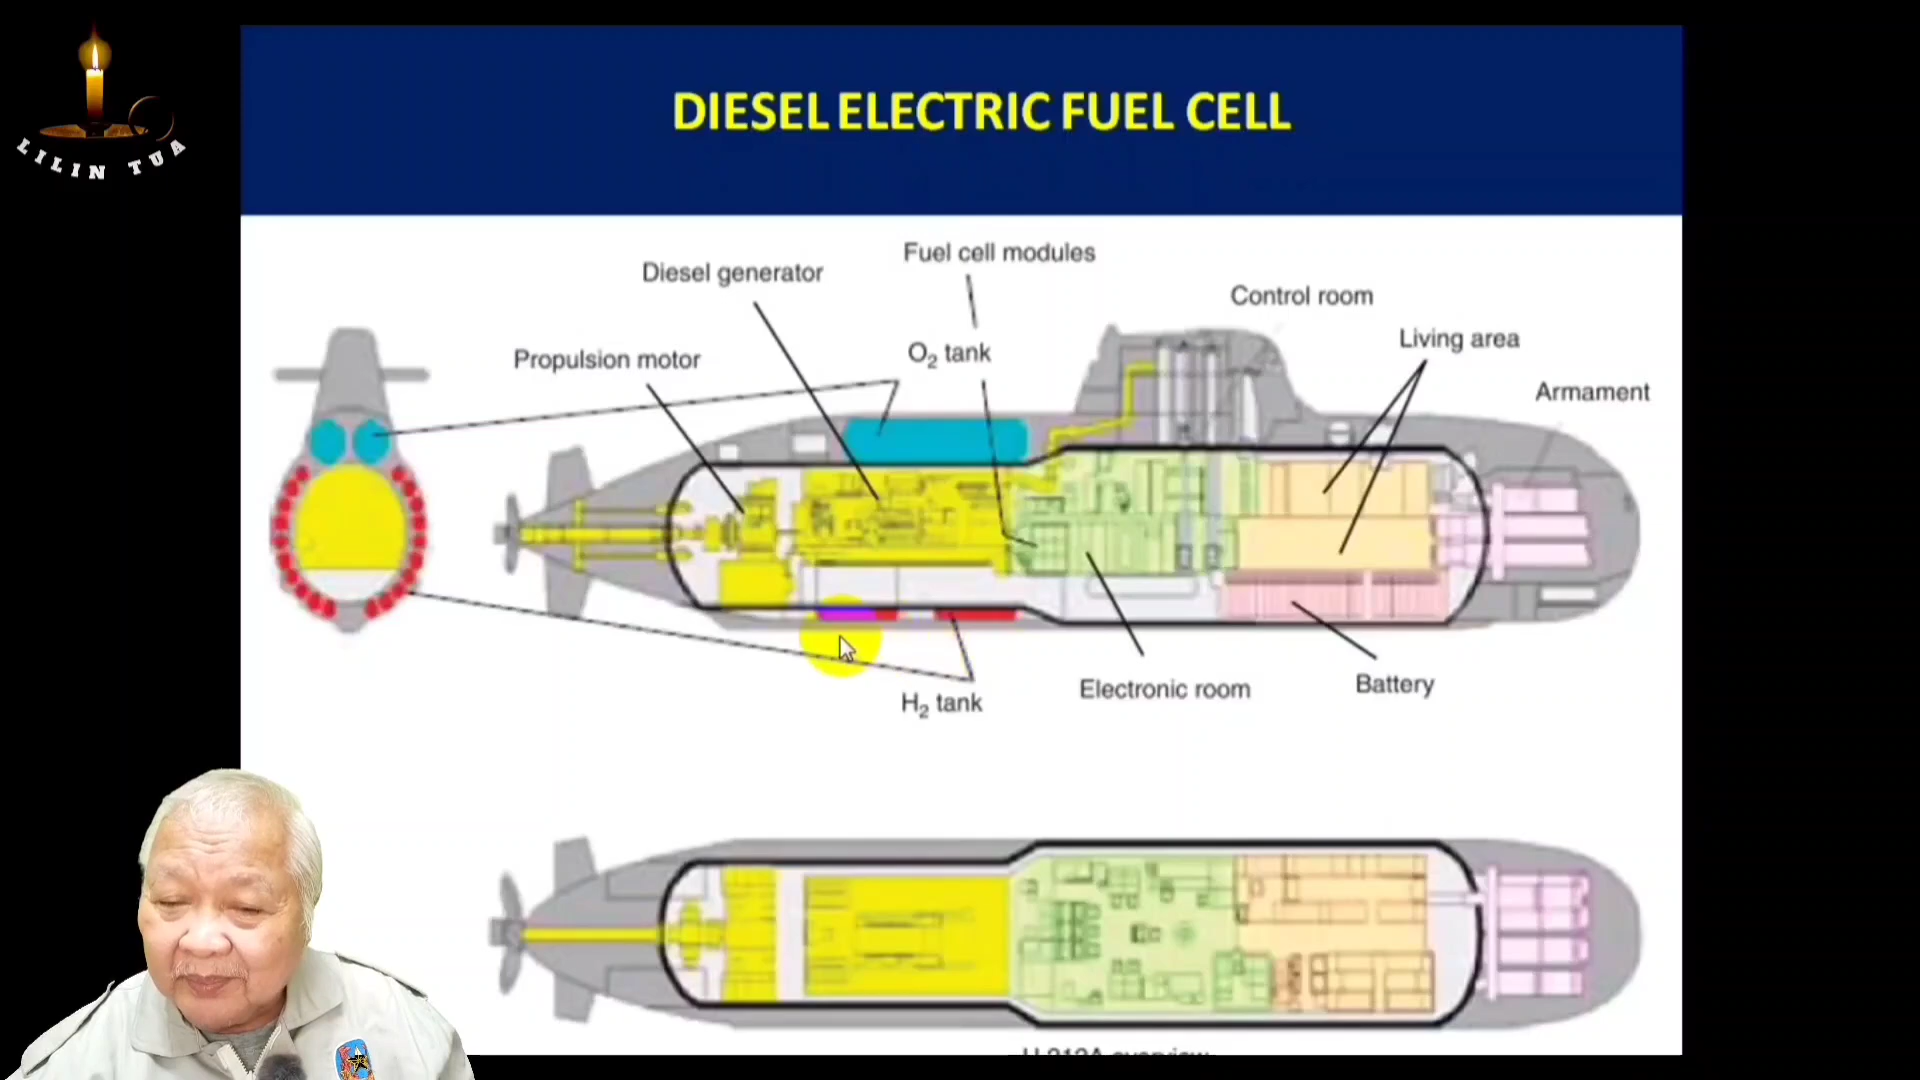 LILIN TUA
DIESEL ELECTRIC FUEL CELL
Fuel cell modules
Diesel generator
Control room
Living area
O2 tank
Propulsion motor
Armament
H2 tank
Electronic room
Battery